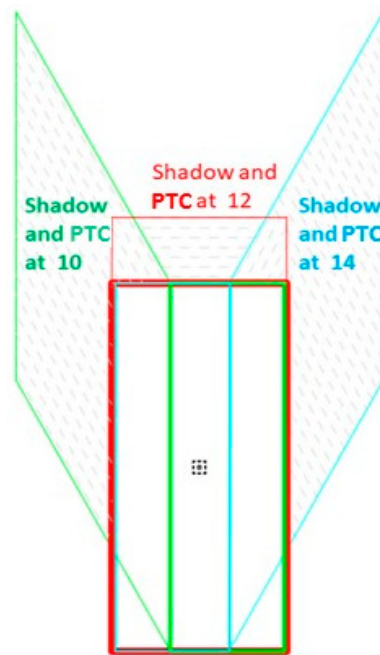 Shadow and
PTC at 12
Shadow
and PTC
at 10
Shadow
and PTC
at 14